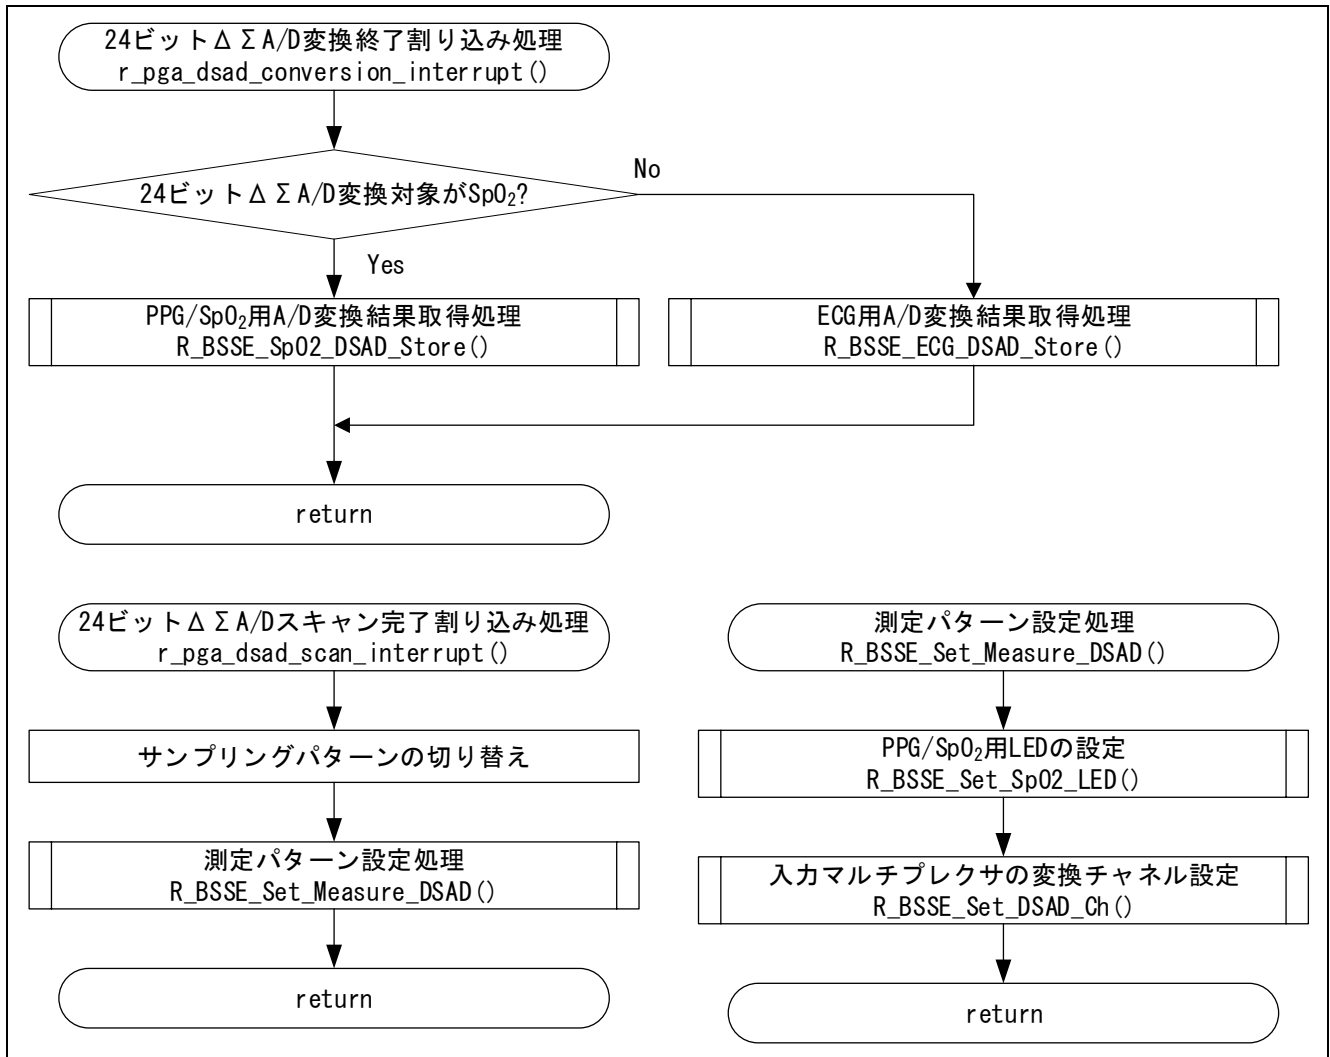 24ビットΔΣA/D変換終了割り込み処理
r_pga_dsad_conversion_interrupt()
24ビットΔΣA/D変換対象がSpO₂?
No
Yes
PPG/SpO₂用A/D変換結果取得処理
R_BSSE_SpO2_DSAD_Store()
ECG用A/D変換結果取得処理
R_BSSE_ECG_DSAD_Store()
return
24ビットΔΣA/Dスキャン完了割り込み処理
r_pga_dsad_scan_interrupt()
サンプリングパターンの切り替え
測定パターン設定処理
R_BSSE_Set_Measure_DSAD()
return
測定パターン設定処理
R_BSSE_Set_Measure_DSAD()
PPG/SpO₂用LEDの設定
R_BSSE_Set_SpO2_LED()
入力マルチプレクサの変換チャネル設定
R_BSSE_Set_DSAD_Ch()
return